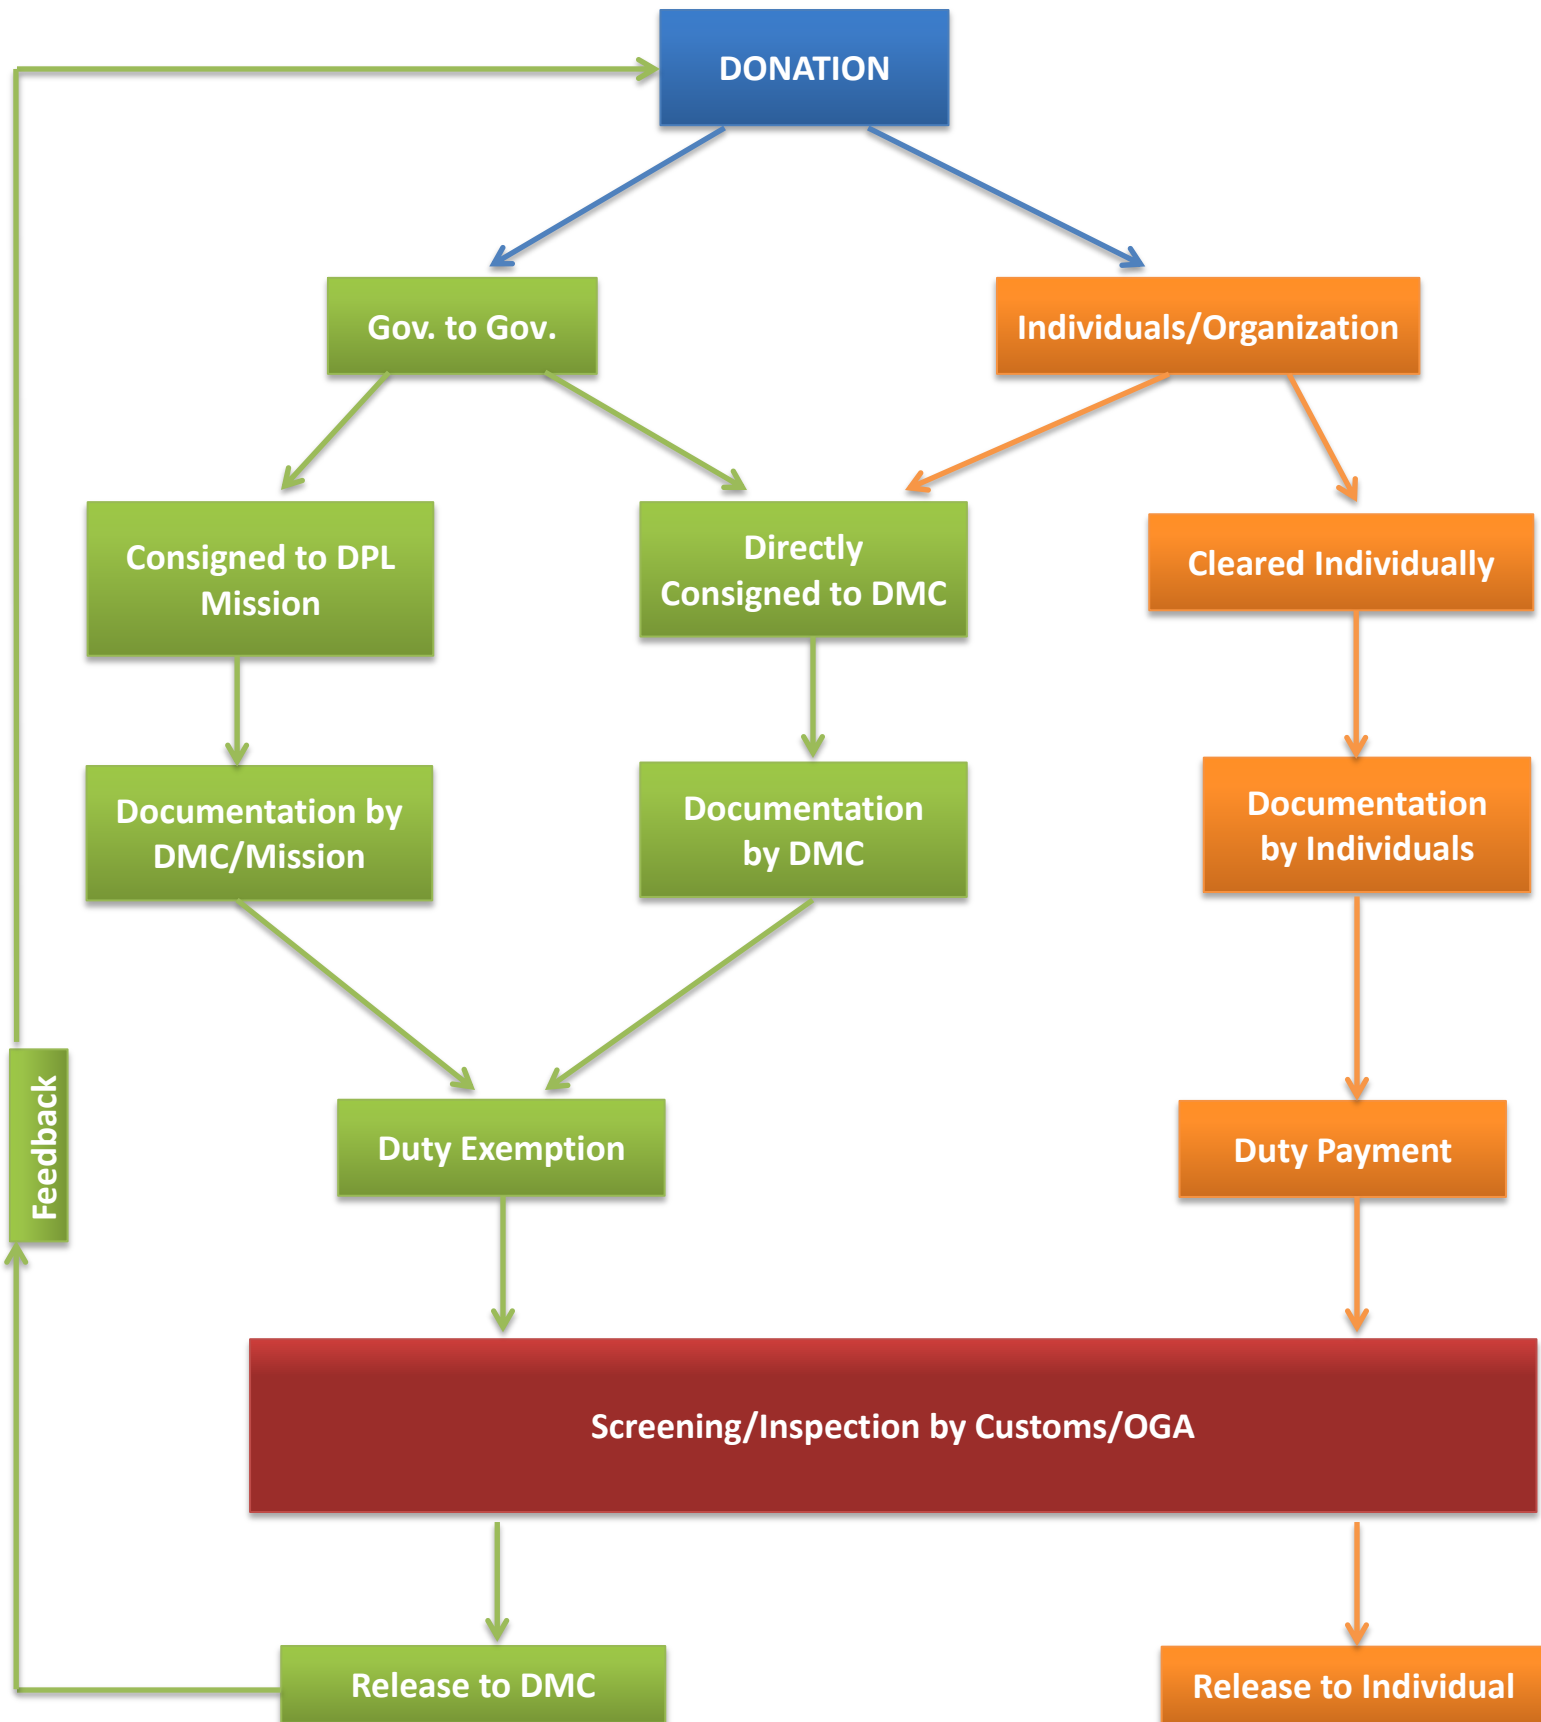 DONATION
Gov. to Gov.
Individuals/Organization
Consigned to DPL
Mission
Directly
Consigned to DMC
Cleared Individually
Documentation by
DMC/Mission
Documentation
by DMC
Documentation
by Individuals
Feedback
Duty Exemption
Duty Payment
Screening/Inspection by Customs/OGA
Release to DMC
Release to Individual